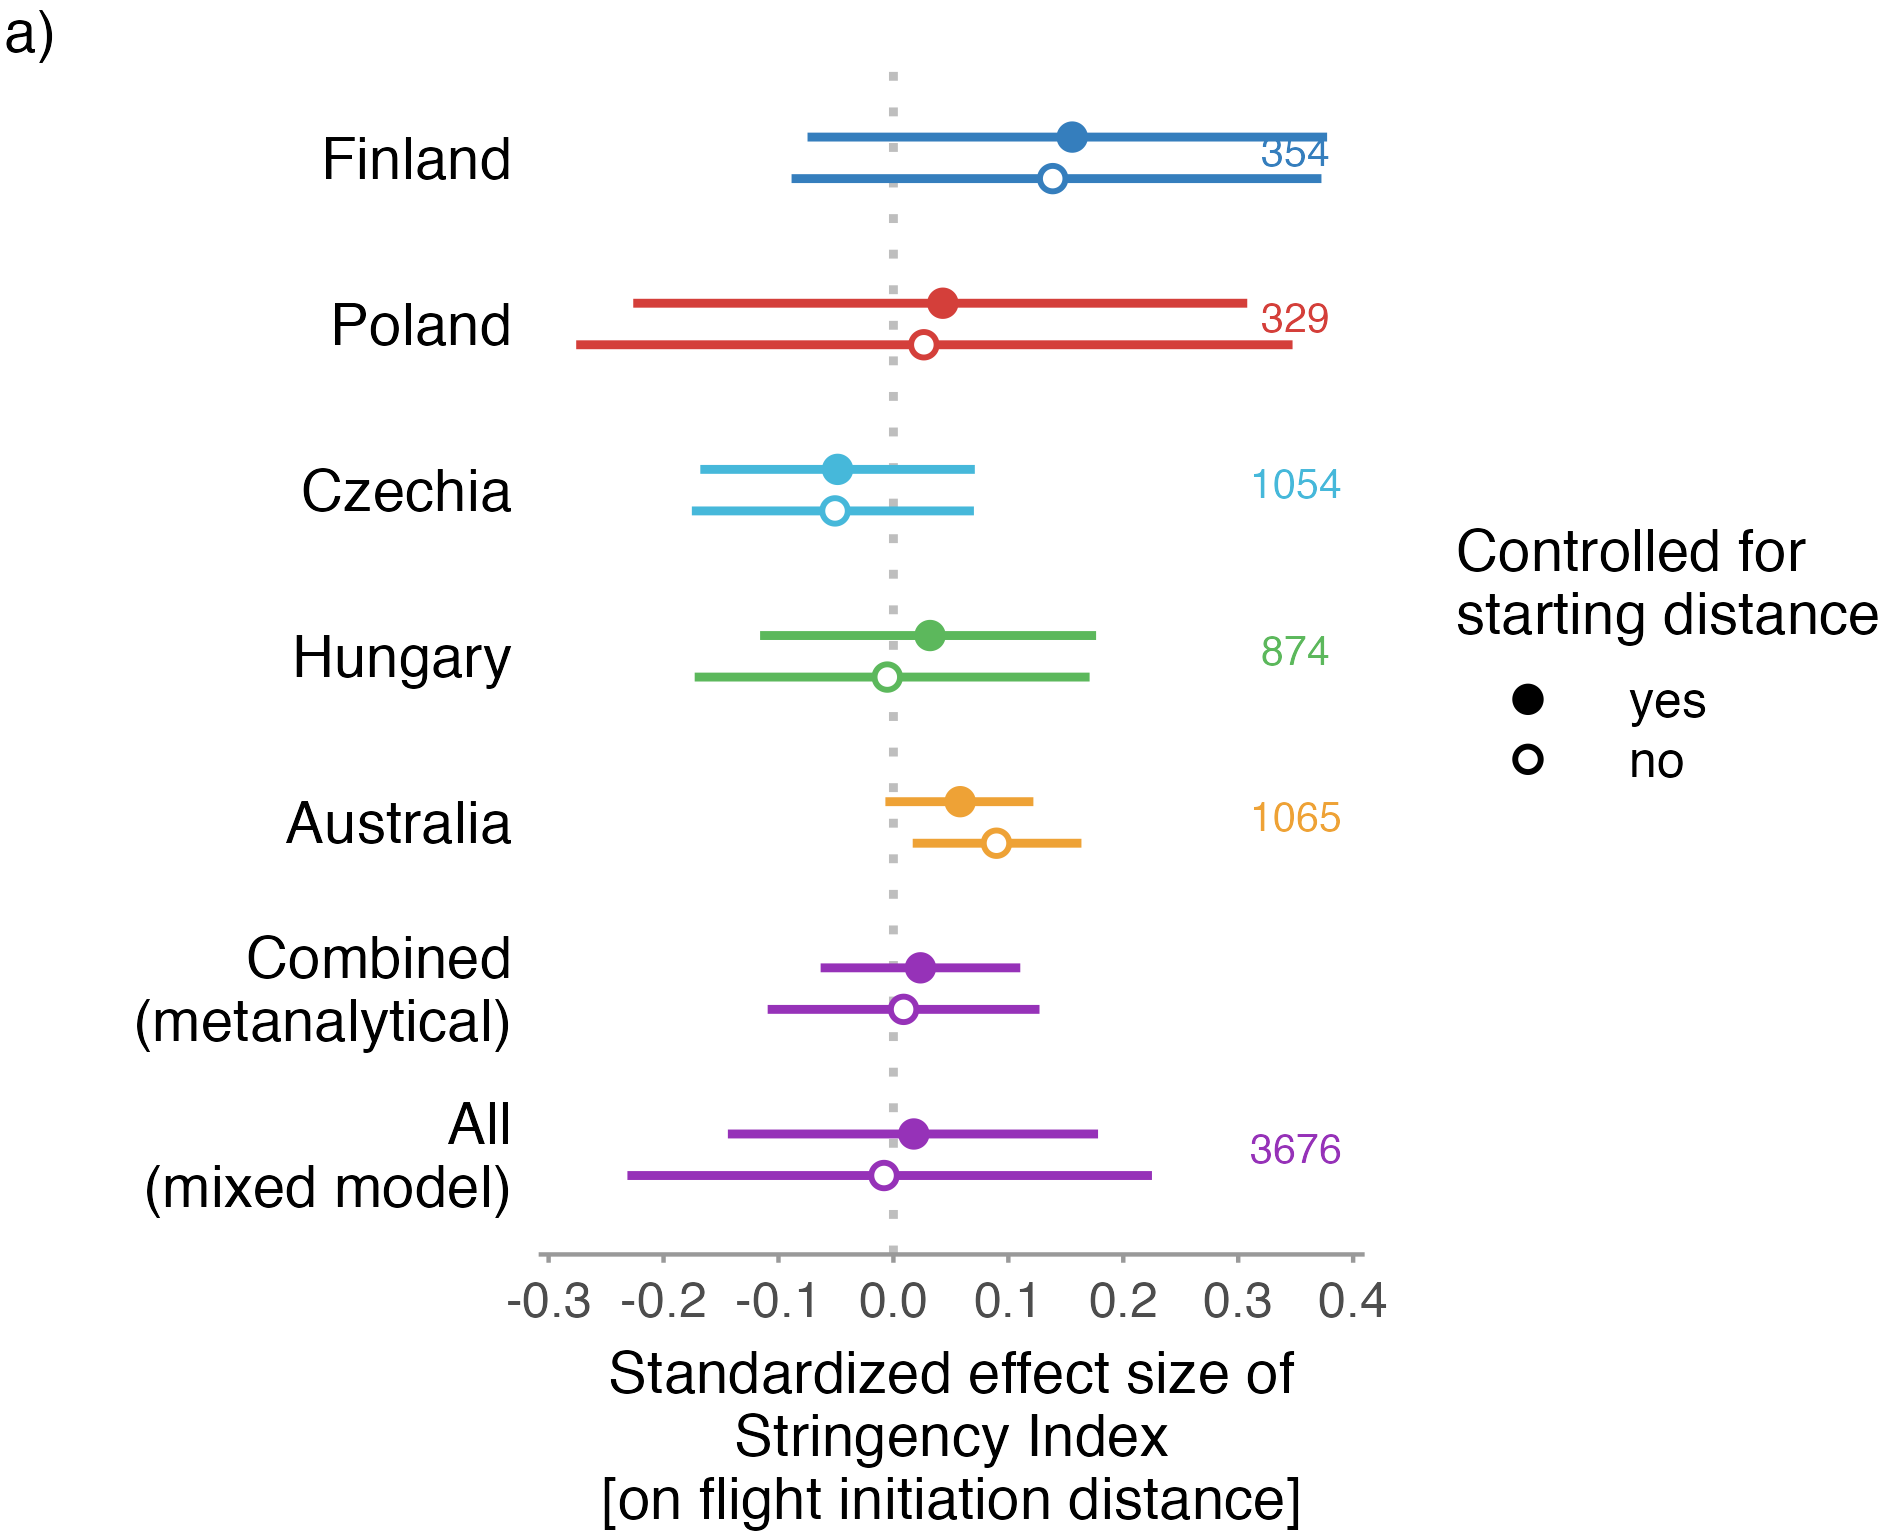 a)
Finland
354
Poland
329
Czechia
1054
Hungary
874
Australia
1065
Combined
(metanalytical)
All
(mixed model)
3676
Controlled for
starting distance
yes
no
-0.3 -0.2 -0.1 0.0 0.1 0.2 0.3 0.4
Standardized effect size of
Stringency Index
[on flight initiation distance]